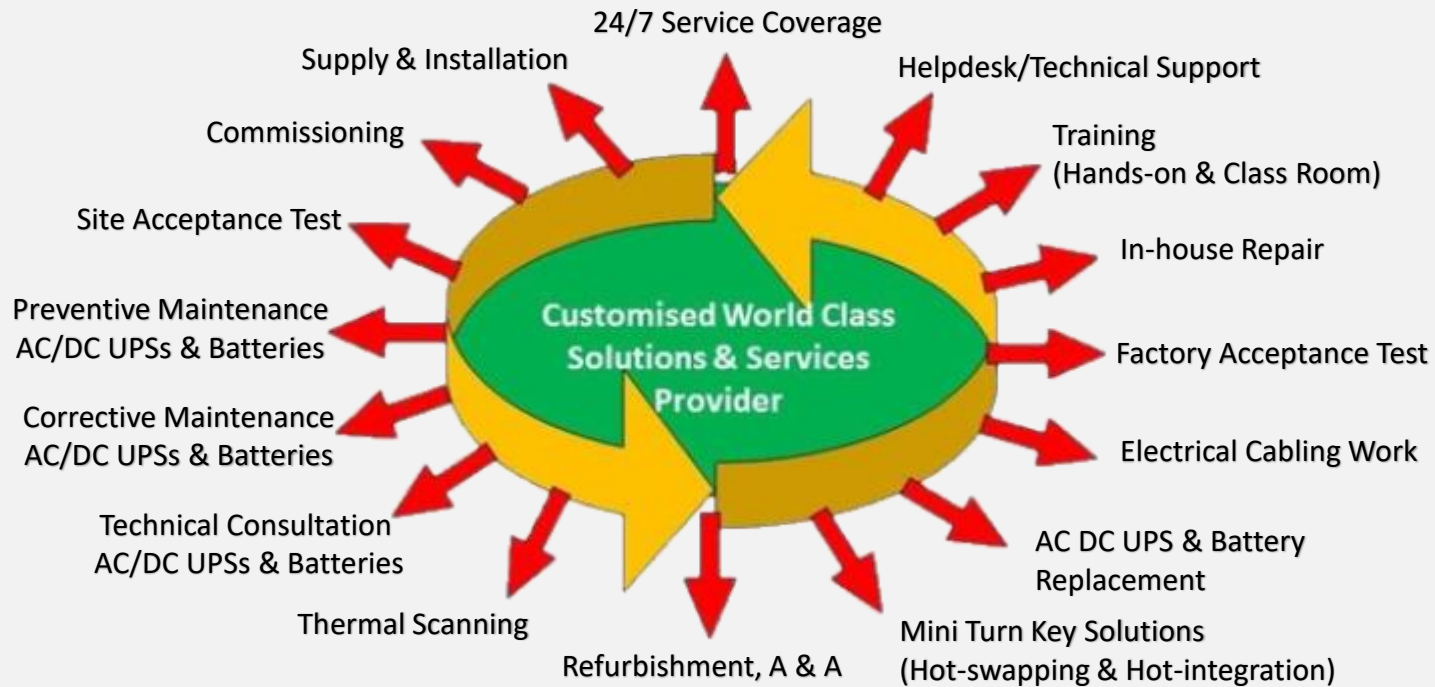 24/7 Service Coverage
Supply & Installation
Helpdesk/Technical Support
Commissioning
Training
(Hands-on & Class Room)
Site Acceptance Test
In-house Repair
Preventive Maintenance
AC/DC UPSs & Batteries
Customised World Class
Solutions & Services
Provider
Factory Acceptance Test
Corrective Maintenance
AC/DC UPSs & Batteries
Electrical Cabling Work
Technical Consultation
AC/DC UPSs & Batteries
AC DC UPS & Battery
Replacement
Thermal Scanning
Mini Turn Key Solutions
(Hot-swapping & Hot-integration)
Refurbishment, A & A